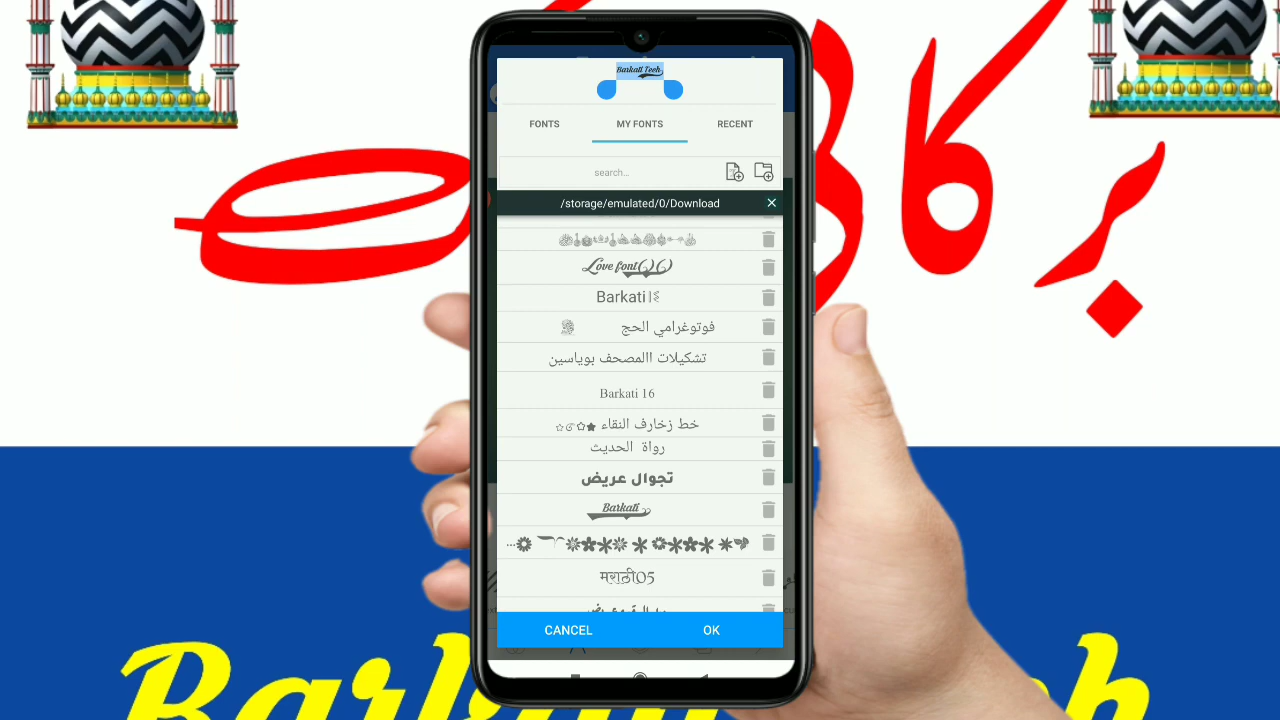 Barkati Tech
FONTS MY FONTS RECENT
search...
/storage/emulated/0/Download
Love font
Barkati
فوتوغرامي الحج
تشكيلات االمصحف بوياسين
Barkati 16
خط زخارف النقاء
رواة الحديث
تجوال عريض
Barkati
मराठी05
CANCEL OK